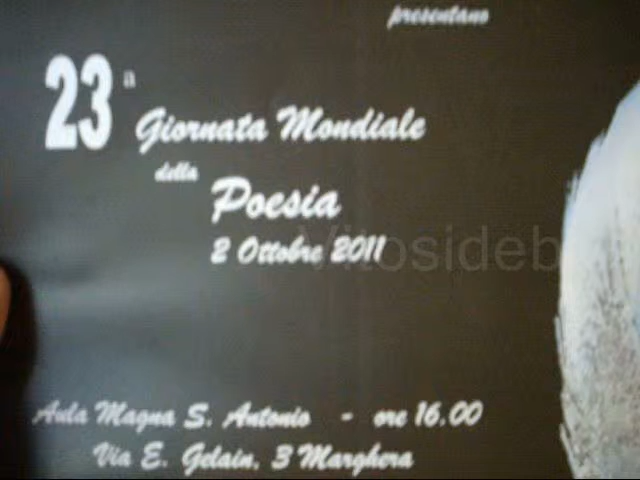 presentano
23ª Giornata Mondiale
della
Poesia
2 Ottobre 2011
Vitosideb
Aula Magna S. Antonio - ore 16.00
Via E. Gelain, 3 Marghera